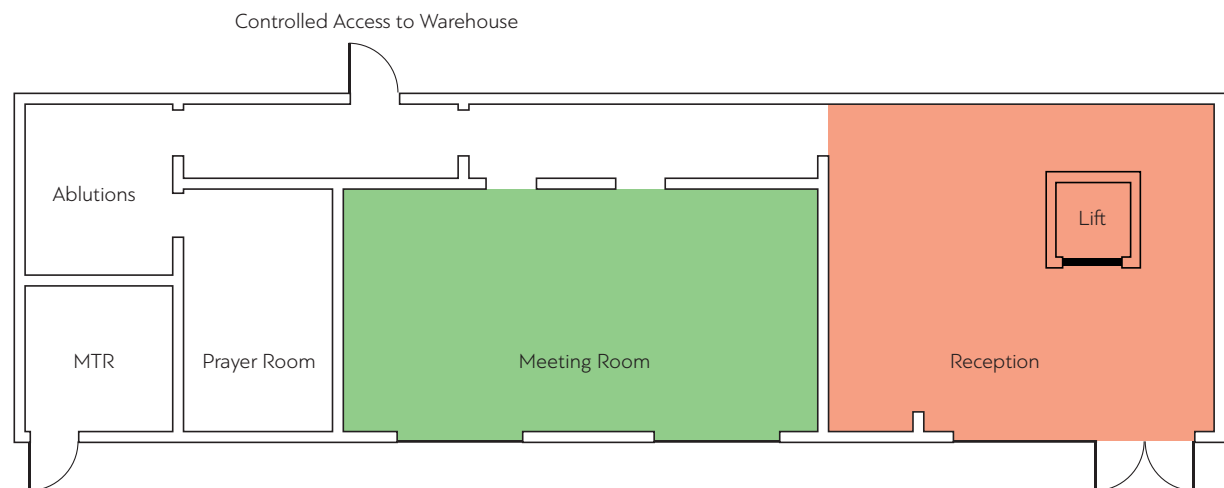 Controlled Access to Warehouse
Ablutions
Lift
MTR
Prayer Room
Meeting Room
Reception